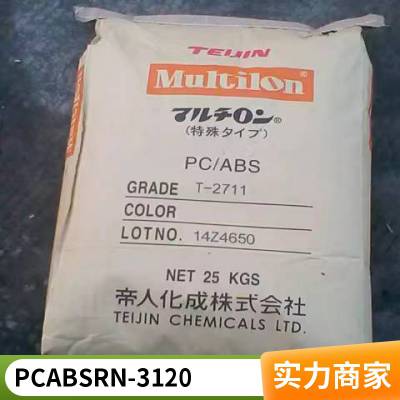 TEIJIN
Multilon®
マルチロン®
(特殊タイプ)
PC/ABS
GRADE T-2711
COLOR
LOTNO. 14Z4650
NET 25 KGS
帝人化成株式会社
TEIJIN CHEMICALS LTD.
PCABSRN-3120
实力商家